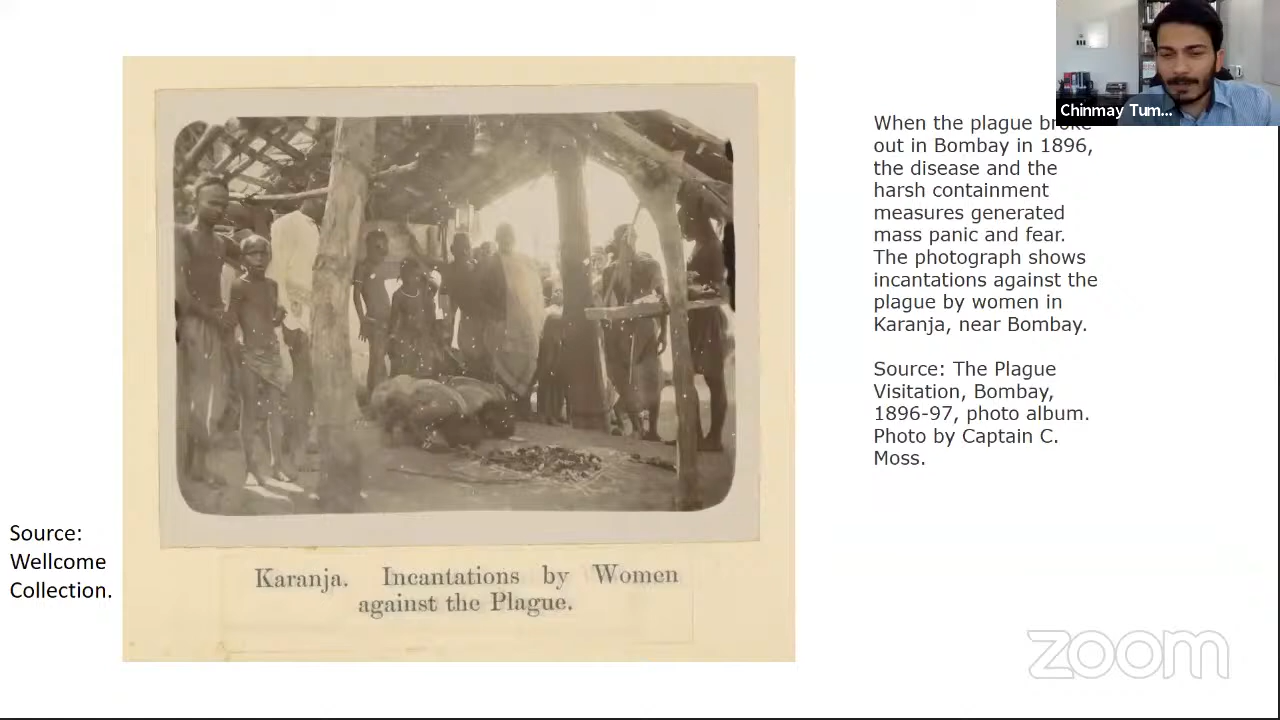 Chinmay Tum...
When the plague broke
out in Bombay in 1896,
the disease and the
harsh containment
measures generated
mass panic and fear.
The photograph shows
incantations against the
plague by women in
Karanja, near Bombay.
Source: The Plague
Visitation, Bombay,
1896-97, photo album.
Photo by Captain C.
Moss.
Source:
Wellcome
Collection.
Karanja. Incantations by Women
against the Plague.
zoom